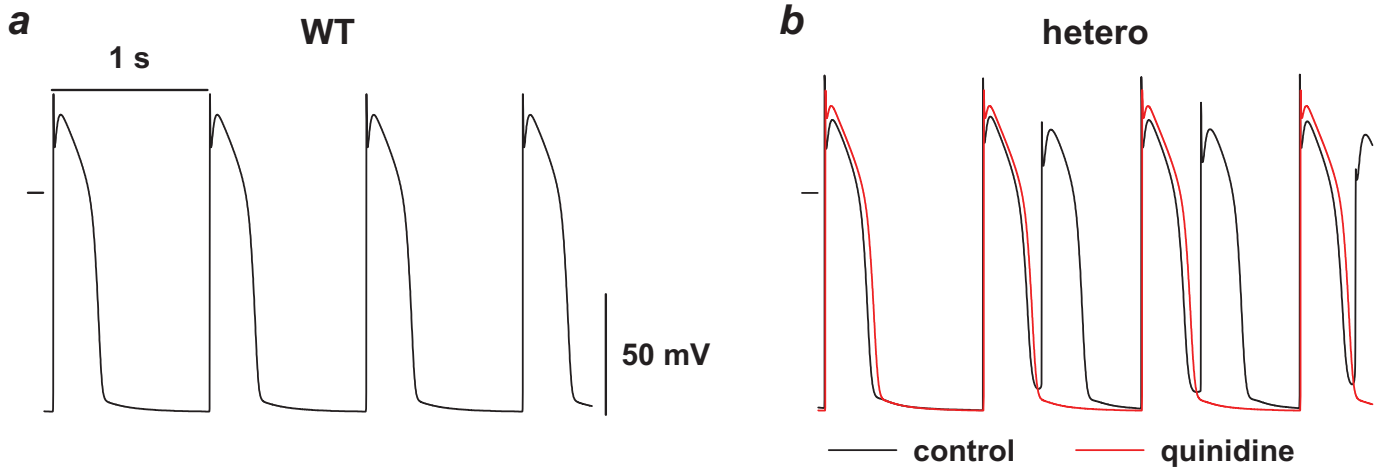 a
WT
1 s
50 mV
b
hetero
control
quinidine